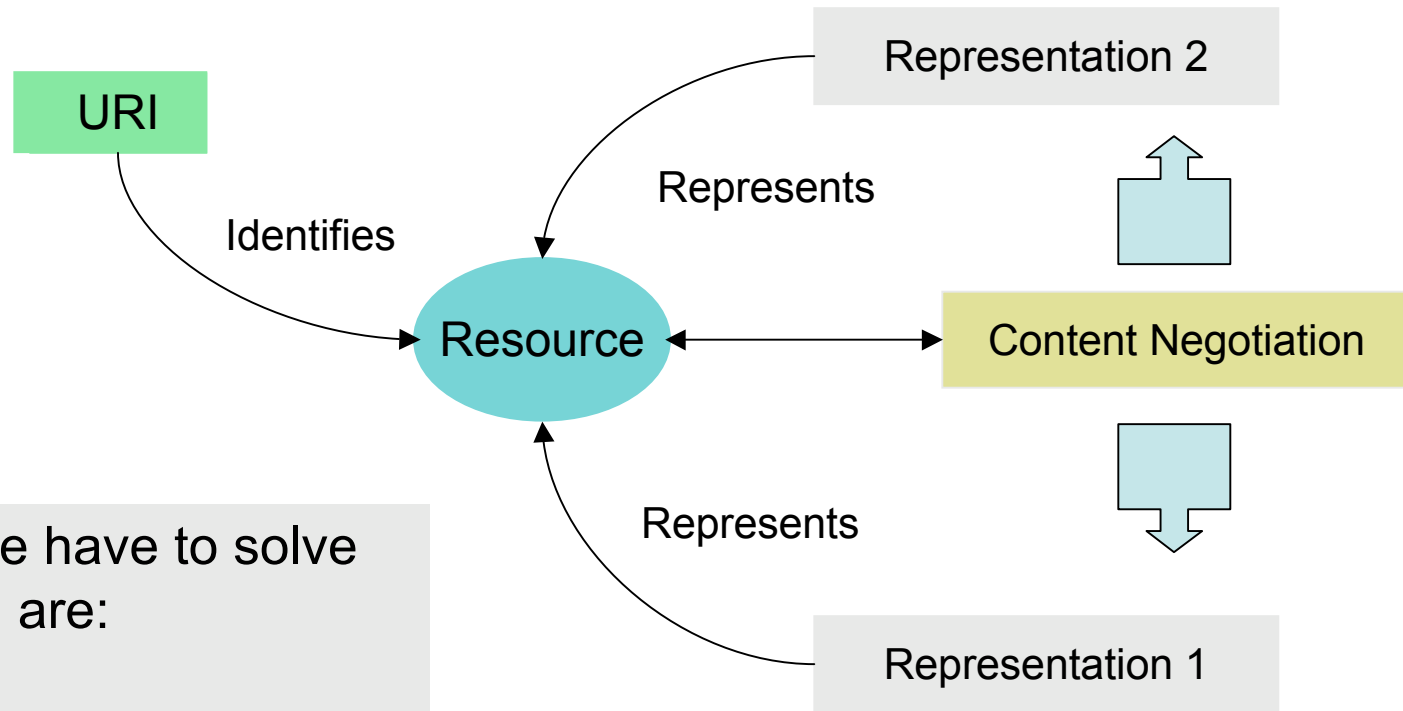 Representation 2
URI
Represents
Identifies
Resource
Content Negotiation
Represents
e have to solve
are:
Representation 1